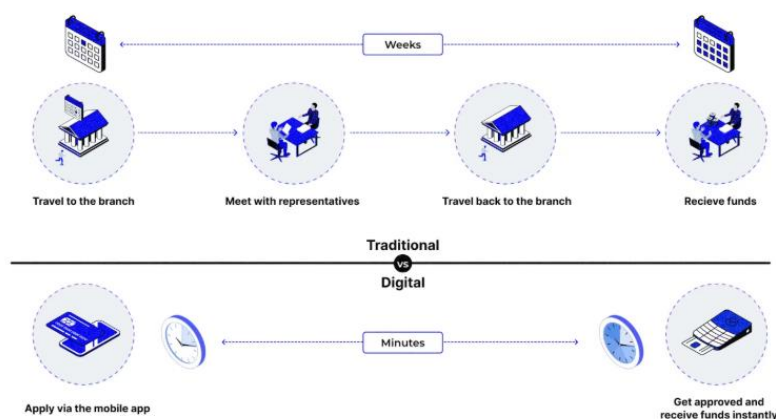 Weeks
Travel to the branch
Meet with representatives
Travel back to the branch
Recieve funds
Traditional
VS
Digital
Minutes
Apply via the mobile app
Get approved and
receive funds instantly